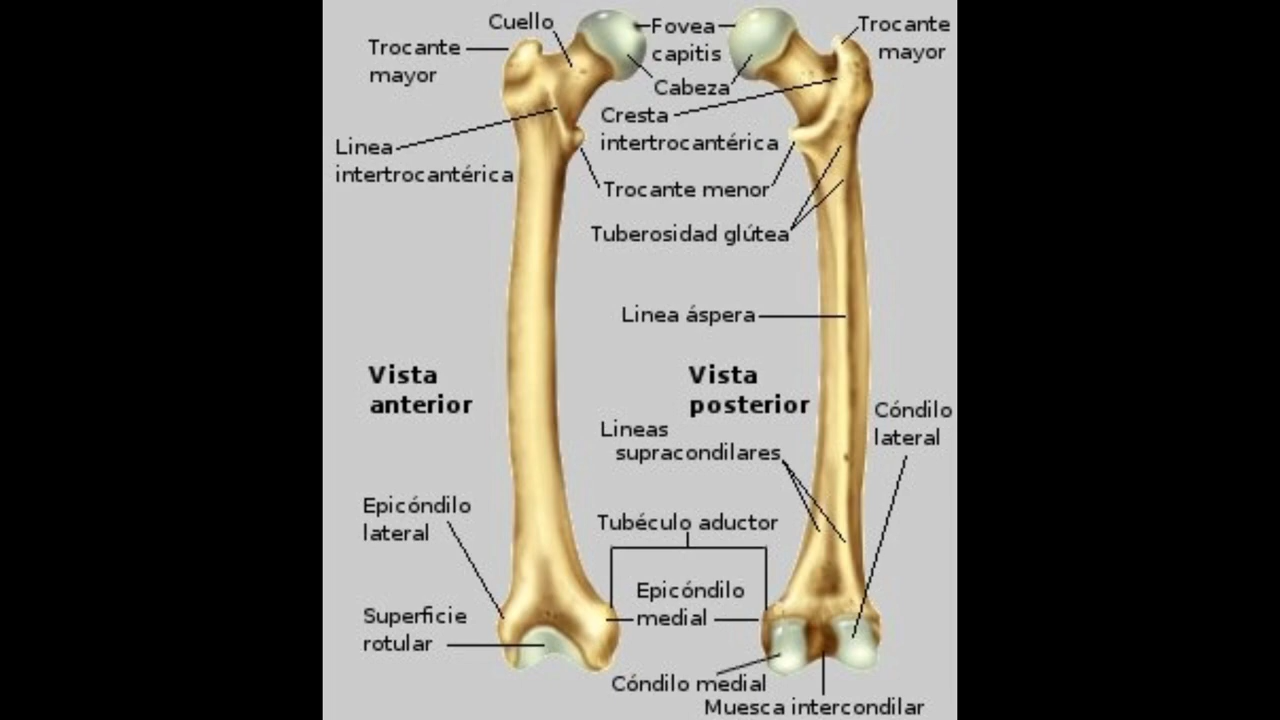 Cuello
Fovea
capitis
Trocante
mayor
Trocante
mayor
Cabeza
Cresta
intertrocantérica
Linea
intertrocantérica
Trocante menor
Tuberosidad glútea
Linea áspera
Vista
anterior
Vista
posterior
Cóndilo
lateral
Lineas
supracondilares
Epicóndilo
lateral
Tubéculo aductor
Epicóndilo
medial
Superficie
rotular
Cóndilo medial
Muesca intercondilar